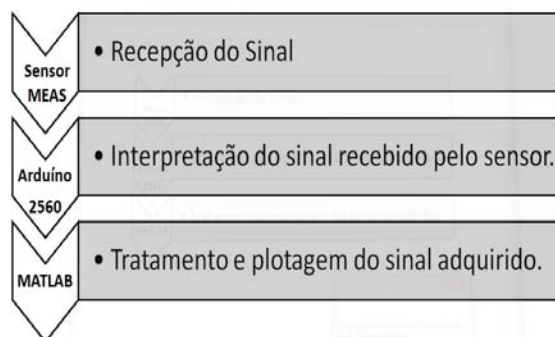 Sensor
MEAS
• Recepção do Sinal
Arduíno
2560
• Interpretação do sinal recebido pelo sensor.
MATLAB
• Tratamento e plotagem do sinal adquirido.